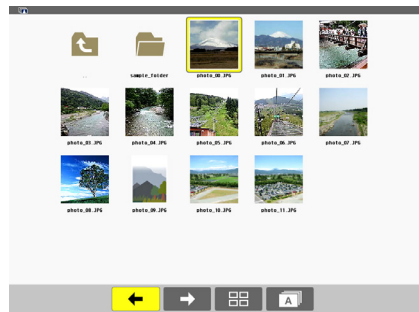 ..
sample_folder
photo_00.JPG
photo_01.JPG
photo_02.JPG
photo_03.JPG
photo_04.JPG
photo_05.JPG
photo_06.JPG
photo_07.JPG
photo_08.JPG
photo_09.JPG
photo_10.JPG
photo_11.JPG
A